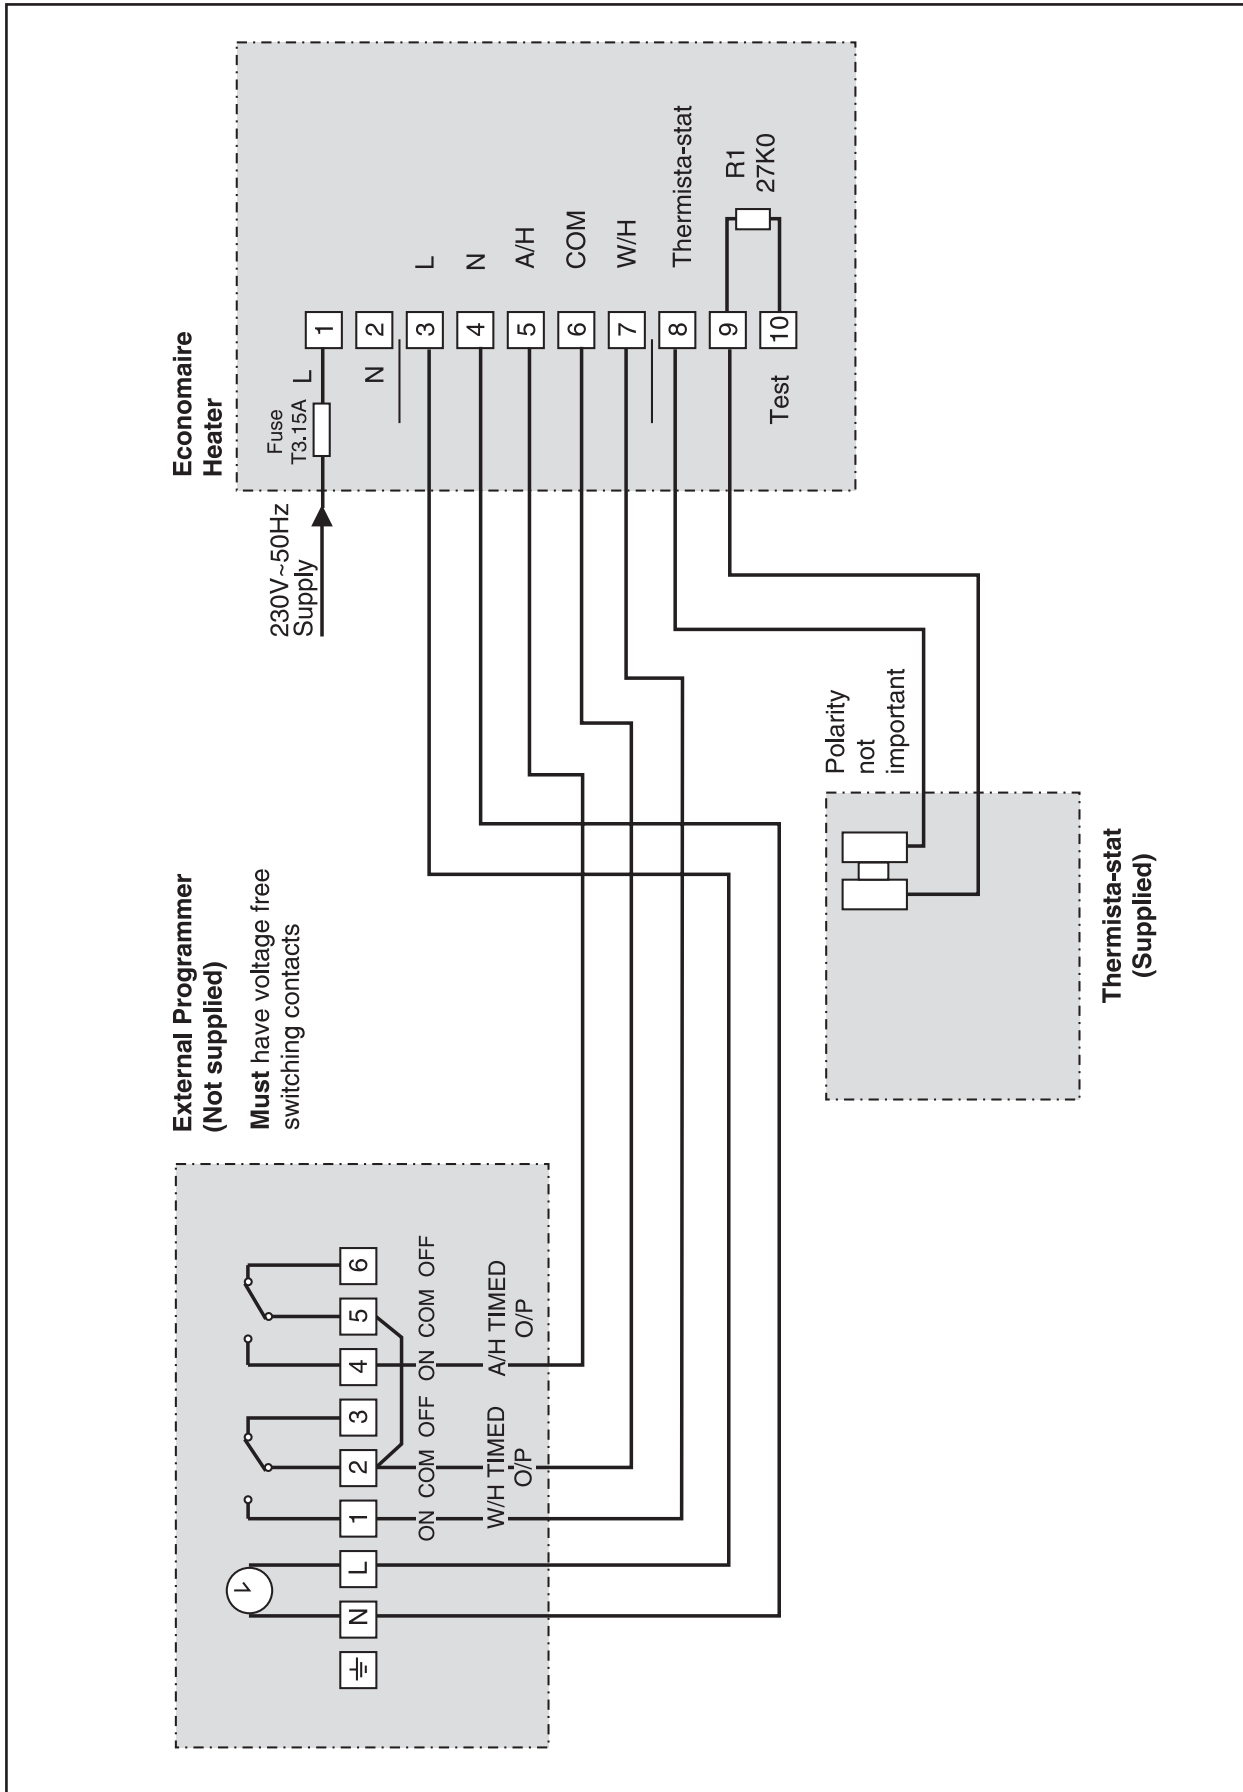 External Programmer
(Not supplied)
Must have voltage free
switching contacts
N
L
1
2
3
4
5
6
ON COM OFF
ON COM OFF
W/H TIMED
O/P
A/H TIMED
O/P
230V~50Hz
Supply
Economaire
Heater
Fuse
T3.15A
L
N
1
2
3
4
5
6
7
8
9
10
L
N
A/H
COM
W/H
Thermista-stat
Test
R1
27K0
Polarity
not
important
Thermista-stat
(Supplied)